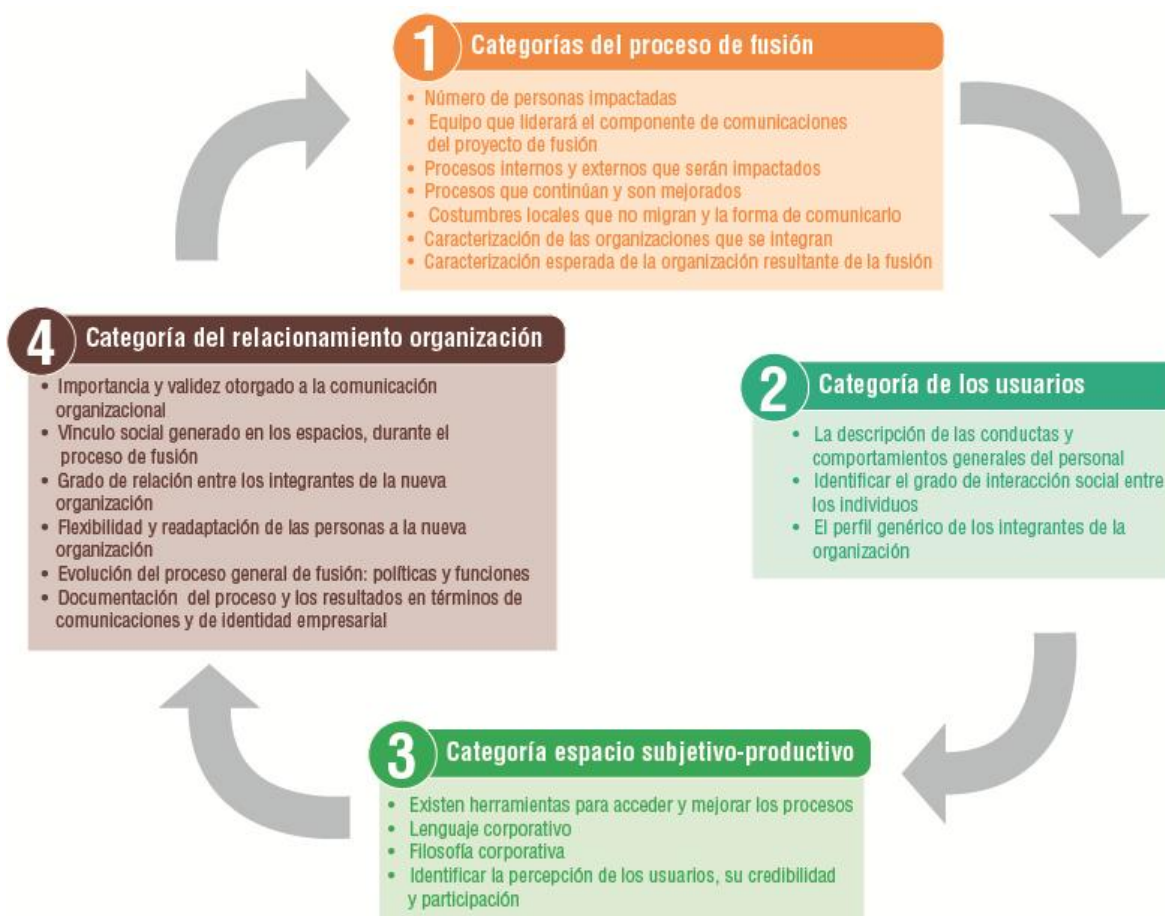 1 Categorías del proceso de fusión
• Número de personas impactadas
• Equipo que liderará el componente de comunicaciones
del proyecto de fusión
• Procesos internos y externos que serán impactados
• Procesos que continúan y son mejorados
• Costumbres locales que no migran y la forma de comunicarlo
• Caracterización de las organizaciones que se integran
• Caracterización esperada de la organización resultante de la fusión
2 Categoría de los usuarios
• La descripción de las conductas y
comportamientos generales del personal
• Identificar el grado de interacción social entre
los individuos
• El perfil genérico de los integrantes de la
organización
3 Categoría espacio subjetivo-productivo
• Existen herramientas para acceder y mejorar los procesos
• Lenguaje corporativo
• Filosofía corporativa
• Identificar la percepción de los usuarios, su credibilidad
y participación
4 Categoría del relacionamiento organización
• Importancia y validez otorgado a la comunicación
organizacional
• Vínculo social generado en los espacios, durante el
proceso de fusión
• Grado de relación entre los integrantes de la nueva
organización
• Flexibilidad y readaptación de las personas a la nueva
organización
• Evolución del proceso general de fusión: políticas y funciones
• Documentación del proceso y los resultados en términos de
comunicaciones y de identidad empresarial